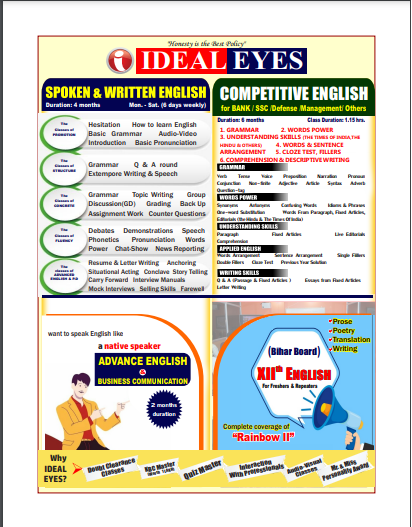 "Honesty is the Best Policy"
i IDEAL EYES
SPOKEN & WRITTEN ENGLISH
Duration: 4 months Mon. - Sat. (6 days weekly)
The Classes of PROMOTION
Hesitation How to learn English
Basic Grammar Audio-Video
Introduction Basic Pronunciation
The Classes of STRUCTURE
Grammar Q & A round
Extempore Writing & Speech
The Classes of CONCRETE
Grammar Topic Writing Group
Discussion(GD) Grading Back Up
Assignment Work Counter Questions
The Classes of FLUENCY
Debates Demonstrations Speech
Phonetics Pronunciation Words
Power Chat-Show News Reporting
The classes of ADVANCED ENGLISH & P.D
Resume & Letter Writing Anchoring
Situational Acting Conclave Story Telling
Carry Forward Interview Manuals
Mock Interviews Selling Skills Farewell
COMPETITIVE ENGLISH
for BANK / SSC /Defense /Management/ Others
Duration: 6 months Class Duration: 1.15 hrs.
1. GRAMMAR 2. WORDS POWER
3. UNDERSTANDING SKILLS (THE TIMES OF INDIA,THE
HINDU & OTHERS) 4. WORDS & SENTENCE
ARRANGEMENT 5. CLOZE TEST, FILLERS
6. COMPREHENSION & DESCRIPTIVE WRITING
GRAMMAR
Verb Tense Voice Preposition Narration Pronoun
Conjunction Non-finite Adjective Article Syntax Adverb
Question-tag
WORDS POWER
Synonyms Antonyms Confusing Words Idioms & Phrases
One-word Substitution Words From Paragraph, Fixed Articles,
Editorials (the Hindu & The Times Of India)
UNDERSTANDING SKILLS
Paragraph Fixed Articles Live Editorials
Comprehension
APPLIED ENGLISH
Words Arrangement Sentence Arrangement Single Fillers
Double Fillers Cloze Test Previous Year Solution
WRITING SKILLS
Q & A (Passage & Fixed Articles ) Essays from Fixed Articles
Letter Writing
want to speak English like
a native speaker
ADVANCE ENGLISH
&
BUSINESS COMMUNICATION
2 months
duration
Prose
Poetry
Translation
Writing
(Bihar Board)
XIIth ENGLISH
For Freshers & Repeaters
Complete coverage of
"Rainbow II"
Why
IDEAL
EYES?
Doubt Clearance
Classes
Quiz Master
Interaction
With Professionals
Audio-Visual
Classes
Mr. & Miss
Personality Award